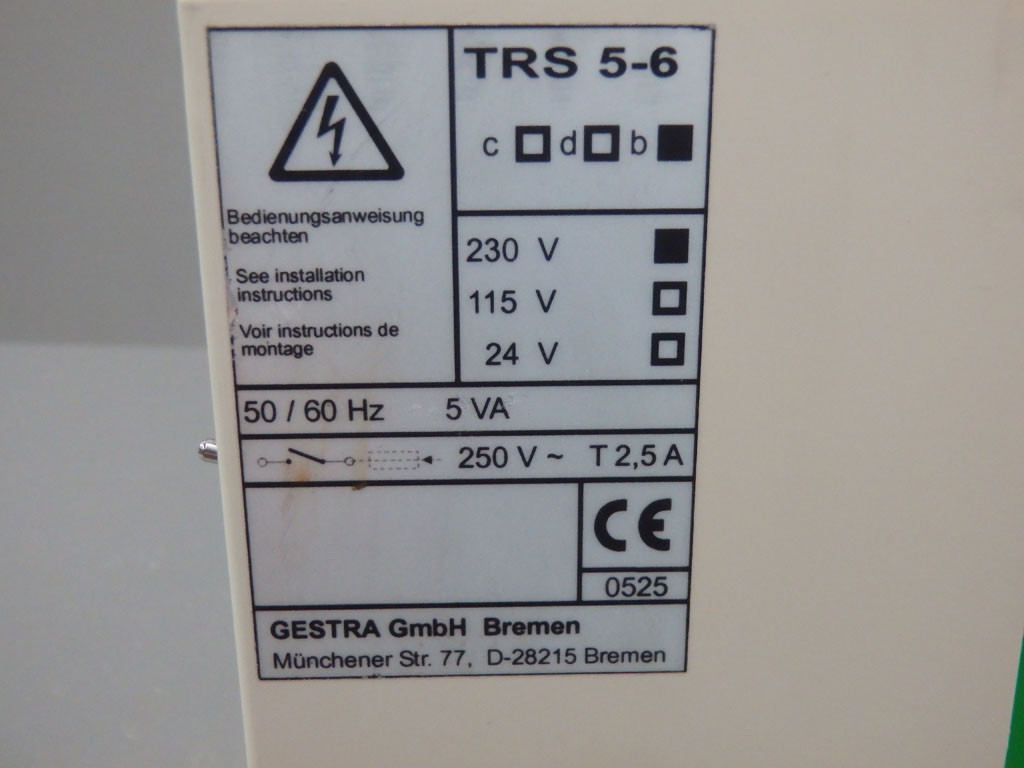 TRS 5-6
c d b
Bedienungsanweisung
beachten
See installation
instructions
Voir instructions de
montage
230 V
115 V
24 V
50 / 60 Hz 5 VA
250 V ~ T 2,5 A
CE
0525
GESTRA GmbH Bremen
Münchener Str. 77, D-28215 Bremen